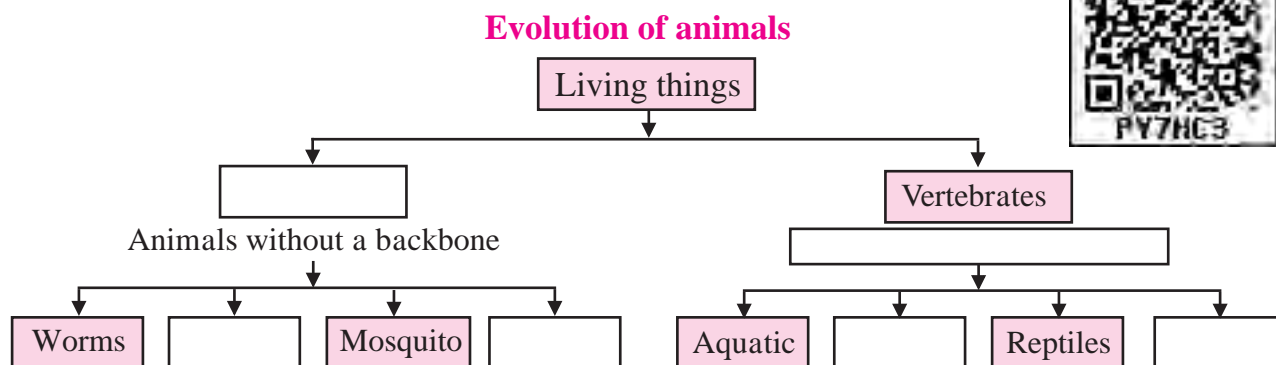 Evolution of animals
Living things
PY7HC3
Vertebrates
Animals without a backbone
Worms
Mosquito
Aquatic
Reptiles